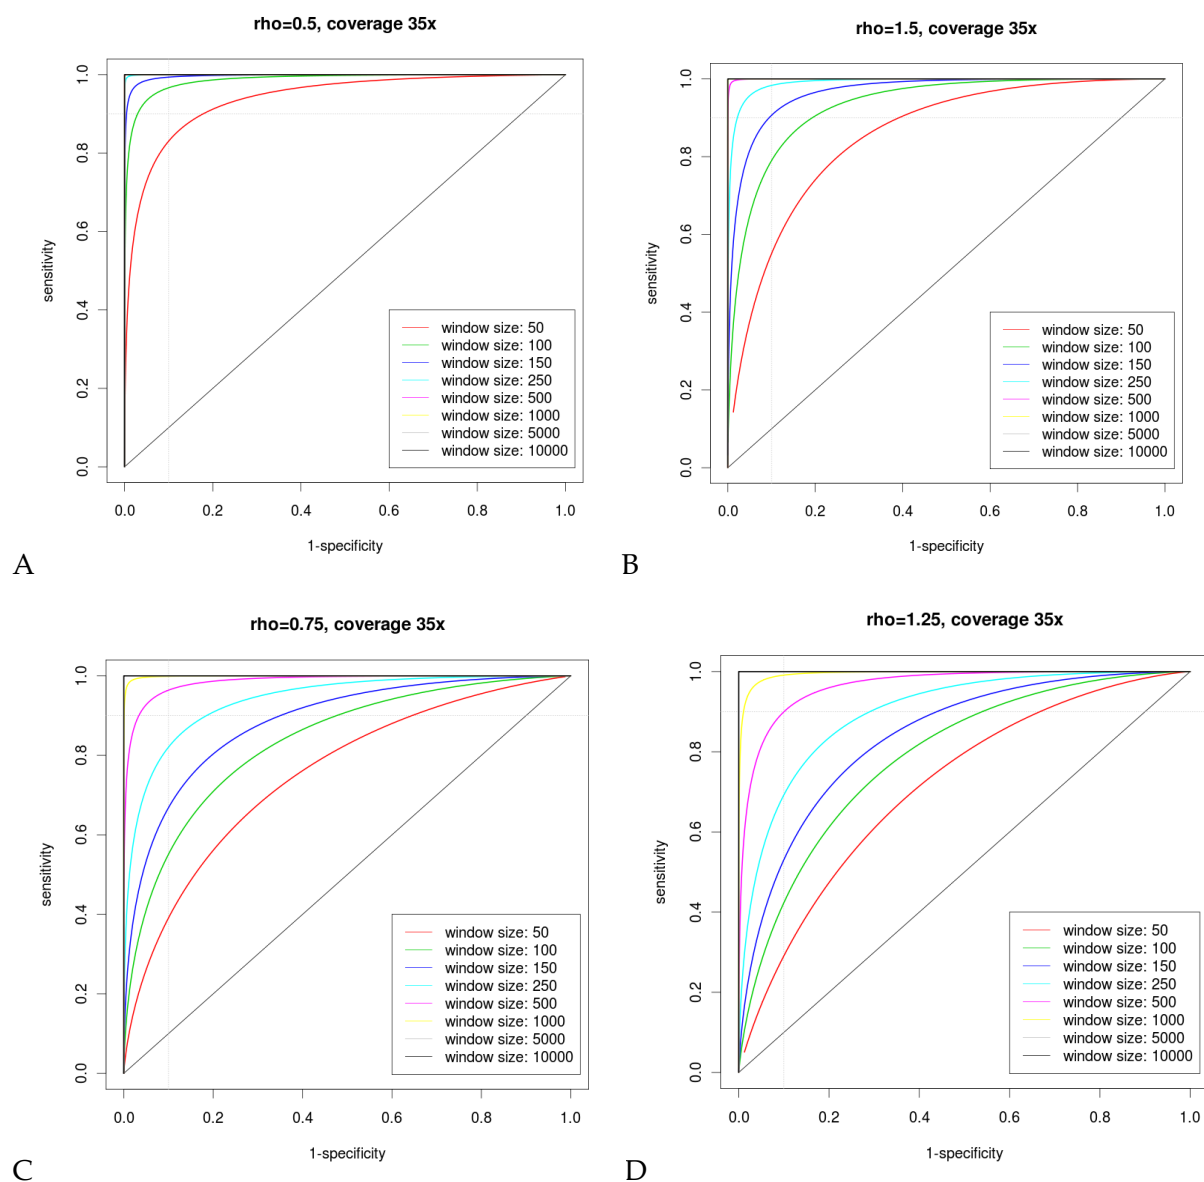 rho=0.5, coverage 35x
sensitivity
1.0
0.8
0.6
0.4
0.2
0.0
window size: 50
window size: 100
window size: 150
window size: 250
window size: 500
window size: 1000
window size: 5000
window size: 10000
0.0 0.2 0.4 0.6 0.8 1.0
1-specificity
A
rho=1.5, coverage 35x
sensitivity
1.0
0.8
0.6
0.4
0.2
0.0
window size: 50
window size: 100
window size: 150
window size: 250
window size: 500
window size: 1000
window size: 5000
window size: 10000
0.0 0.2 0.4 0.6 0.8 1.0
1-specificity
B
rho=0.75, coverage 35x
sensitivity
1.0
0.8
0.6
0.4
0.2
0.0
window size: 50
window size: 100
window size: 150
window size: 250
window size: 500
window size: 1000
window size: 5000
window size: 10000
0.0 0.2 0.4 0.6 0.8 1.0
1-specificity
C
rho=1.25, coverage 35x
sensitivity
1.0
0.8
0.6
0.4
0.2
0.0
window size: 50
window size: 100
window size: 150
window size: 250
window size: 500
window size: 1000
window size: 5000
window size: 10000
0.0 0.2 0.4 0.6 0.8 1.0
1-specificity
D